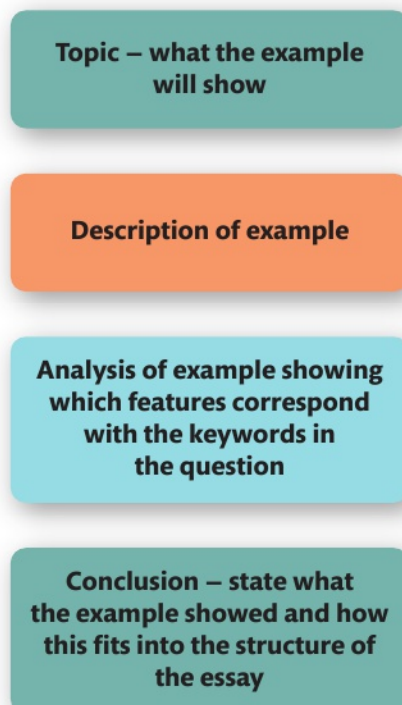 Topic – what the example
will show
Description of example
Analysis of example showing
which features correspond
with the keywords in
the question
Conclusion – state what
the example showed and how
this fits into the structure of
the essay